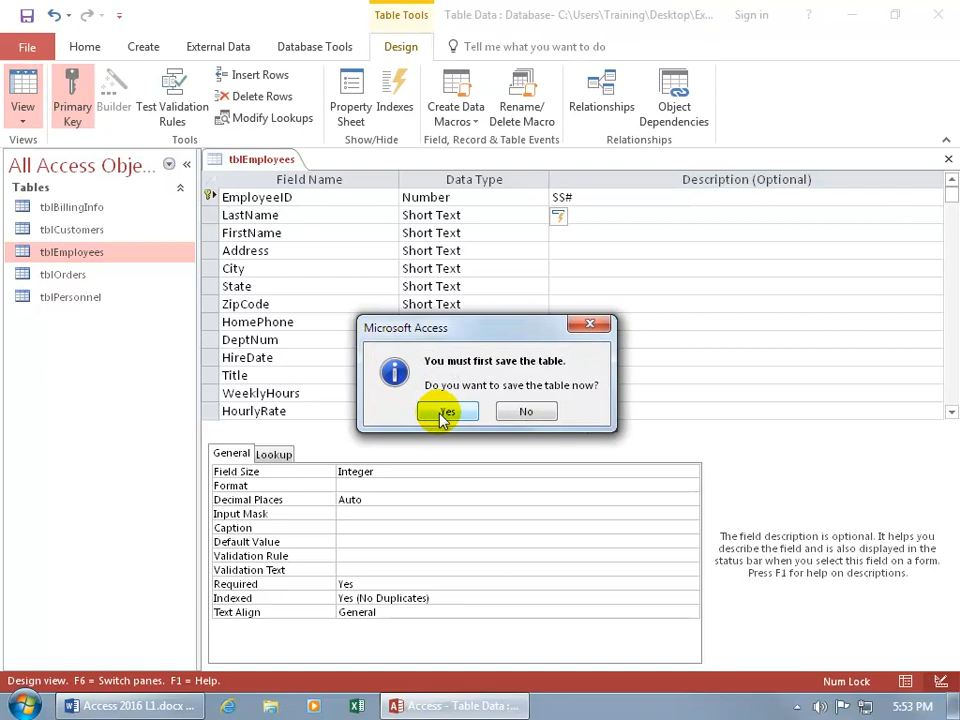 Table Tools
Table Data : Database- C:\Users\Training\Desktop\Ex...
Sign in
?
File
Home
Create
External Data
Database Tools
Design
Tell me what you want to do
View
Primary Key
Builder
Test Validation Rules
Insert Rows
Delete Rows
Modify Lookups
Property Sheet
Indexes
Create Data Macros
Rename/ Delete Macro
Relationships
Object Dependencies
Views
Tools
Show/Hide
Field, Record & Table Events
Relationships
All Access Obje...
Tables
tblBillingInfo
tblCustomers
tblEmployees
tblOrders
tblPersonnel
tblEmployees
Field Name Data Type Description (Optional)
EmployeeID Number SS#
LastName Short Text
FirstName Short Text
Address Short Text
City Short Text
State Short Text
ZipCode Short Text
HomePhone
DeptNum
HireDate
Title
WeeklyHours
HourlyRate
Microsoft Access
You must first save the table.
Do you want to save the table now?
Yes No
General Lookup
Field Size Integer
Format
Decimal Places Auto
Input Mask
Caption
Default Value
Validation Rule
Validation Text
Required Yes
Indexed Yes (No Duplicates)
Text Align General
The field description is optional. It helps you
describe the field and is also displayed in the
status bar when you select this field on a form.
Press F1 for help on descriptions.
Design view. F6 = Switch panes. F1 = Help.
Num Lock
Access 2016 L1.docx ...
Access - Table Data :...
5:53 PM